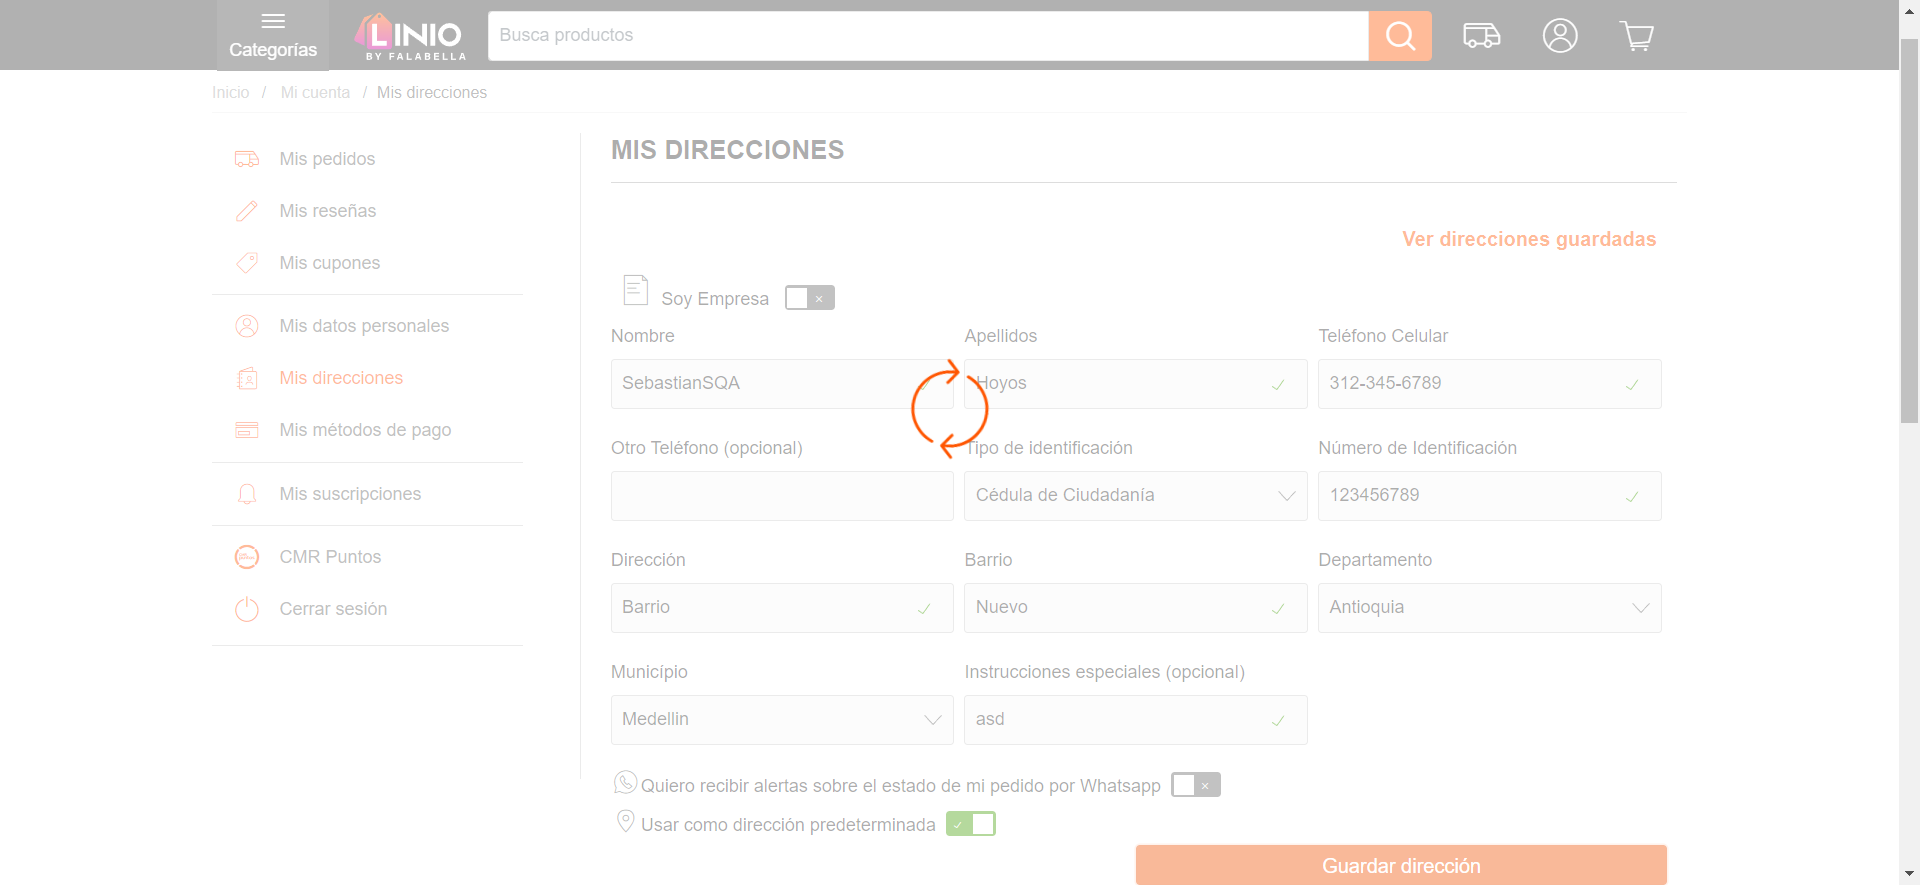 Categorías
LINIO
BY FALABELLA
Busca productos
Inicio / Mi cuenta / Mis direcciones
Mis pedidos
Mis reseñas
Mis cupones
Mis datos personales
Mis direcciones
Mis métodos de pago
Mis suscripciones
CMR Puntos
Cerrar sesión
MIS DIRECCIONES
Ver direcciones guardadas
Soy Empresa
Nombre
Apellidos
Teléfono Celular
SebastianSQA
Hoyos
312-345-6789
Otro Teléfono (opcional)
Tipo de identificación
Número de Identificación
Cédula de Ciudadanía
123456789
Dirección
Barrio
Departamento
Barrio
Nuevo
Antioquia
Município
Instrucciones especiales (opcional)
Medellin
asd
Quiero recibir alertas sobre el estado de mi pedido por Whatsapp
Usar como dirección predeterminada
Guardar dirección